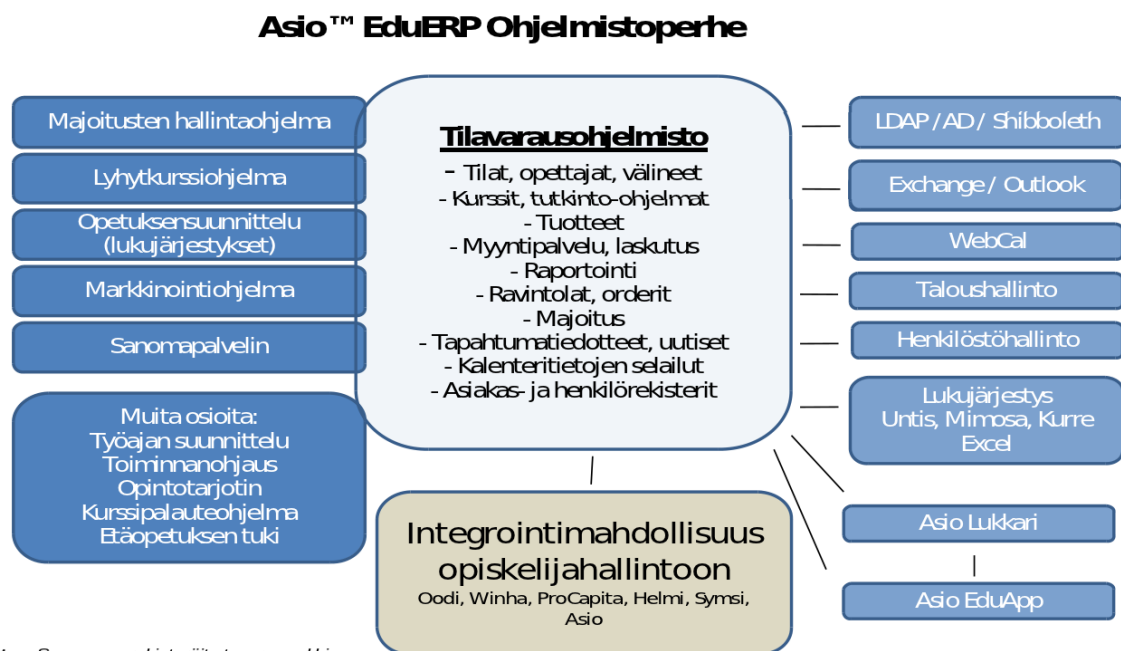 Asio™ EduERP Ohjelmistoperhe
Majoitusten hallintaohjelma
Lyhytkurssiohjelma
Opetuksensuunnittelu
(lukujärjestykset)
Markkinointiohjelma
Sanomapalvelin
Muita osioita:
Työajan suunnittelu
Toiminnanohjaus
Opintotarjotin
Kurssipalauteohjelma
Etäopetuksen tuki
Tilavarausohjelmisto
- Tilat, opettajat, välineet
- Kurssit, tutkinto-ohjelmat
- Tuotteet
- Myyntipalvelu, laskutus
- Raportointi
- Ravintolat, orderit
- Majoitus
- Tapahtumatiedotteet, uutiset
- Kalenteritietojen selailut
- Asiakas- ja henkilörekisterit
Integrointimahdollisuus
opiskelijahallintoon
Oodi, Winha, ProCapita, Helmi, Symsi,
Asio
LDAP / AD / Shibboleth
Exchange / Outlook
WebCal
Taloushallinto
Henkilöstöhallinto
Lukujärjestys
Untis, Mimosa, Kurre
Excel
Asio Lukkari
Asio EduApp